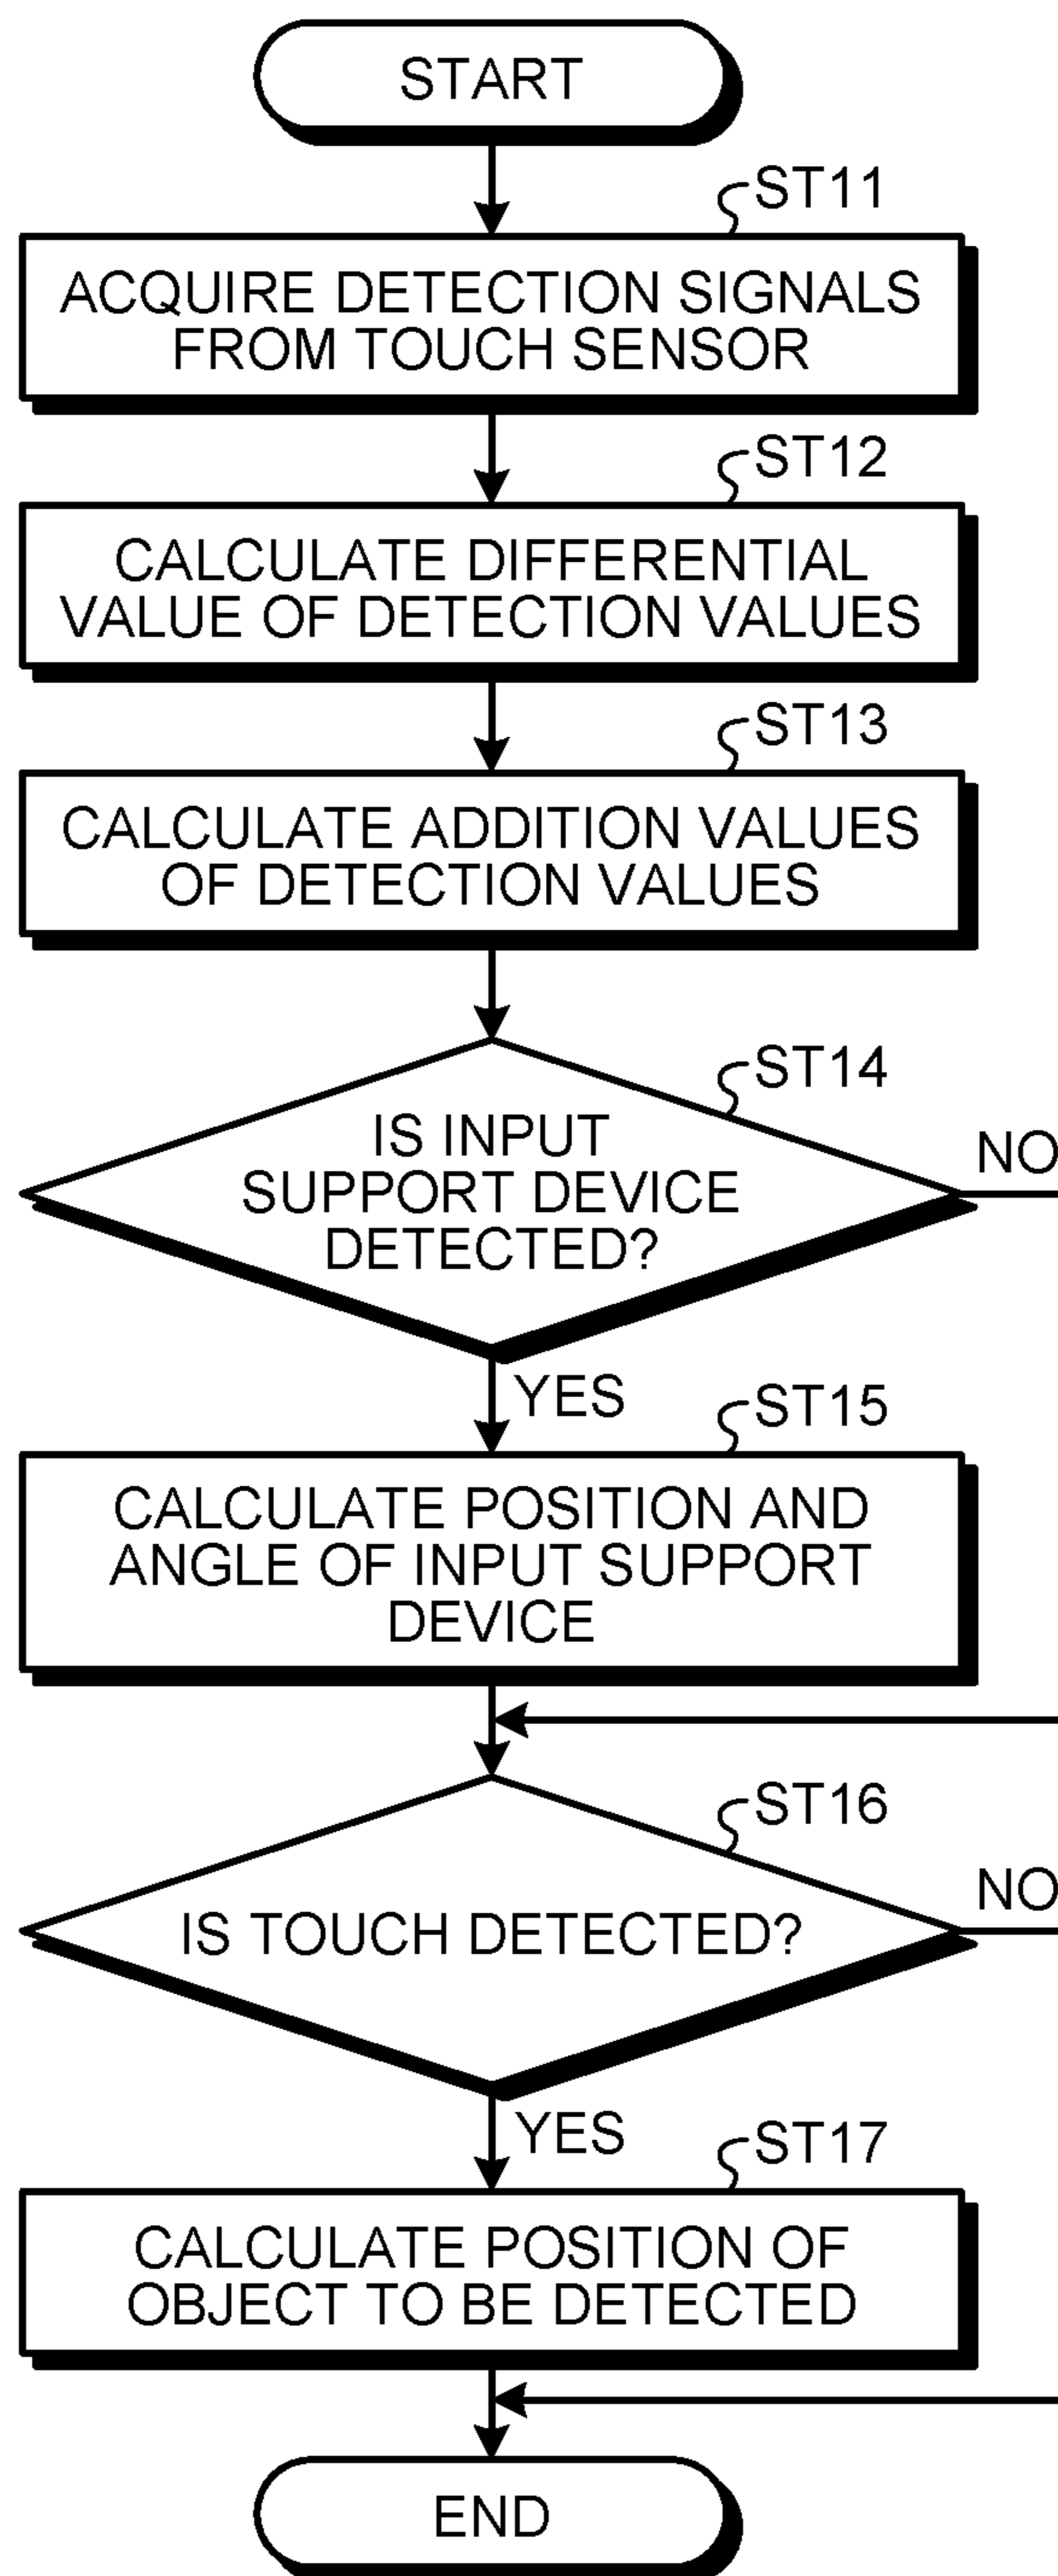 START
ST11
ACQUIRE DETECTION SIGNALS
FROM TOUCH SENSOR
ST12
CALCULATE DIFFERENTIAL
VALUE OF DETECTION VALUES
ST13
CALCULATE ADDITION VALUES
OF DETECTION VALUES
ST14
IS INPUT
SUPPORT DEVICE
DETECTED?
NO
YES
ST15
CALCULATE POSITION AND
ANGLE OF INPUT SUPPORT
DEVICE
ST16
IS TOUCH DETECTED?
NO
YES
ST17
CALCULATE POSITION OF
OBJECT TO BE DETECTED
END